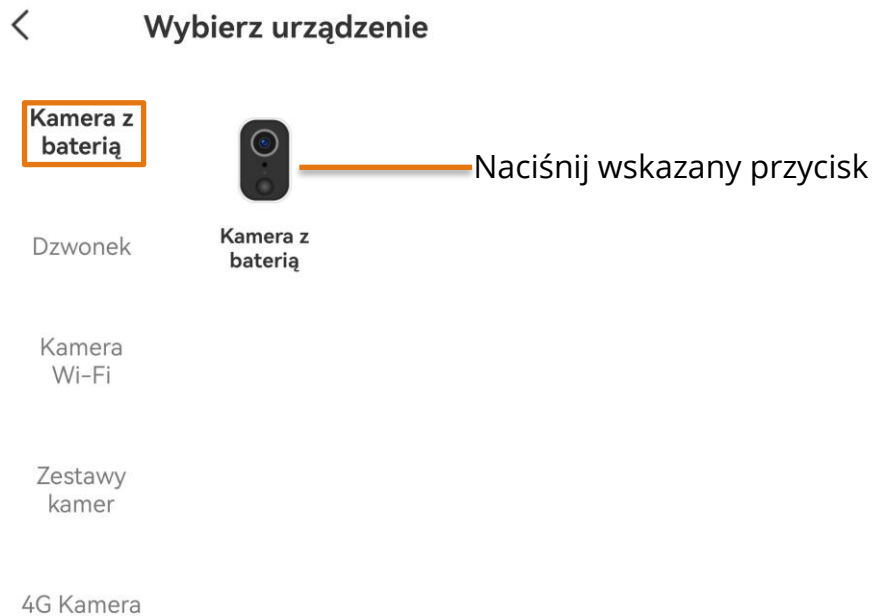 Wybierz urządzenie
Kamera z
baterią
Naciśnij wskazany przycisk
Dzwonek
Kamera z
baterią
Kamera
Wi-Fi
Zestawy
kamer
4G Kamera